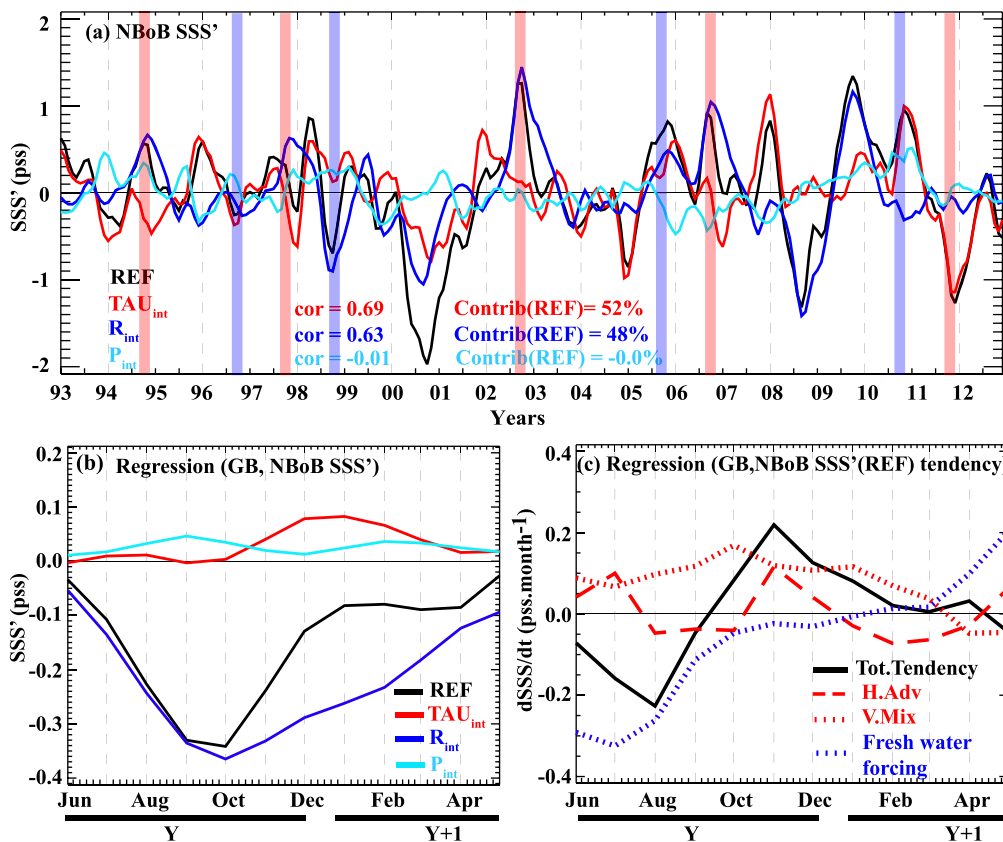 (a) NBoB SSS'
SSS' (pss)
2
1
0
-1
-2
REF
TAUint cor = 0.69 Contrib(REF)= 52%
Rint cor = 0.63 Contrib(REF)= 48%
Pint cor = -0.01 Contrib(REF)= -0.0%
93 94 95 96 97 98 99 00 01 02 03 04 05 06 07 08 09 10 11 12
Years
(b) Regression (GB, NBoB SSS')
SSS' (pss)
0.2
0.1
0.0
-0.1
-0.2
-0.3
-0.4
REF
TAUint
Rint
Pint
Jun Aug Oct Dec Feb Apr
Y Y+1
(c) Regression (GB,NBoB SSS'(REF) tendency)
dSSS/dt (pss.month-1)
0.4
0.2
0.0
-0.2
-0.4
Tot.Tendency
H.Adv
V.Mix
Fresh water
forcing
Jun Aug Oct Dec Feb Apr
Y Y+1